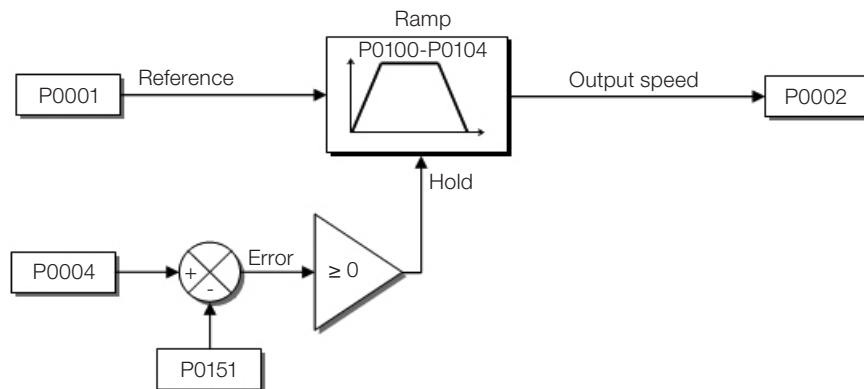 Ramp
P0100-P0104
P0001
Reference
Output speed
P0002
Hold
P0004
+
-
Error
≥ 0
P0151